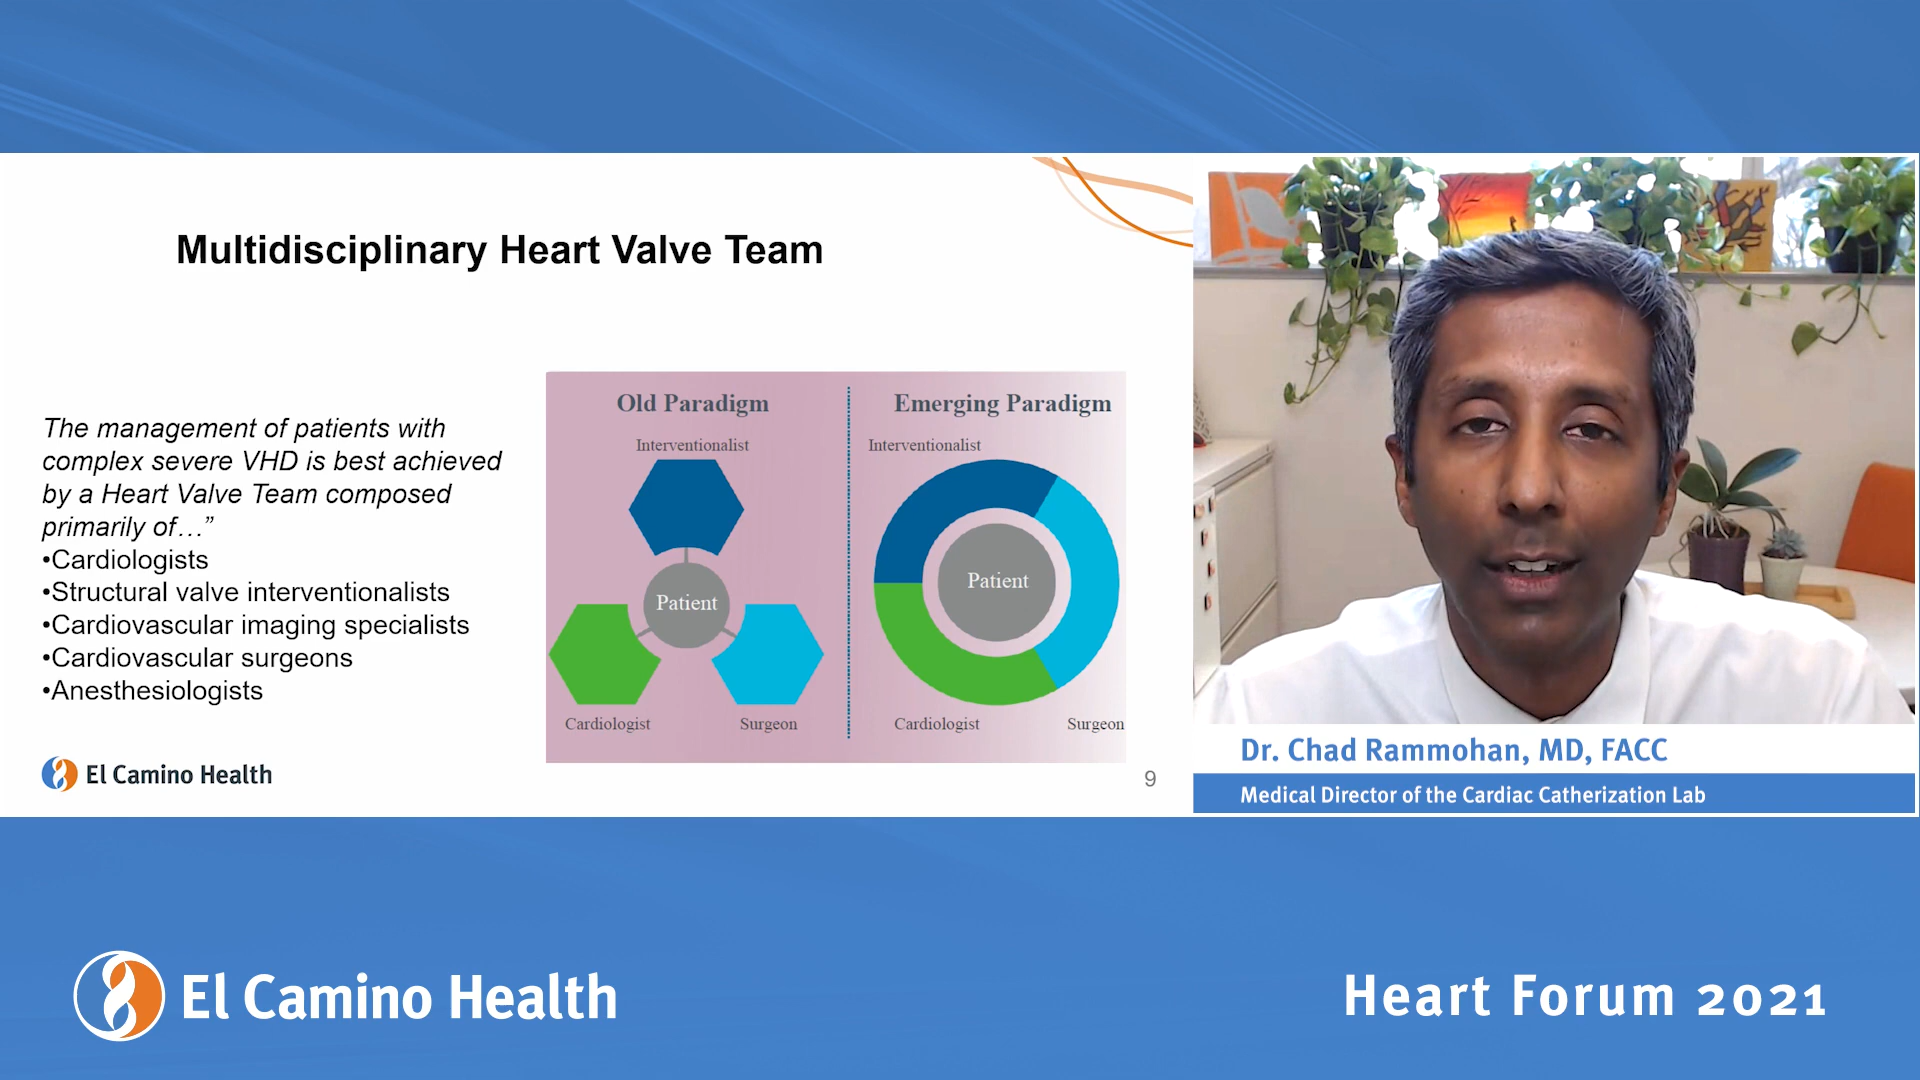 Multidisciplinary Heart Valve Team
The management of patients with
complex severe VHD is best achieved
by a Heart Valve Team composed
primarily of…”
•Cardiologists
•Structural valve interventionalists
•Cardiovascular imaging specialists
•Cardiovascular surgeons
•Anesthesiologists
Old Paradigm
Interventionalist
Patient
Cardiologist
Surgeon
Emerging Paradigm
Interventionalist
Patient
Cardiologist
Surgeon
El Camino Health
9
Dr. Chad Rammohan, MD, FACC
Medical Director of the Cardiac Catherization Lab
El Camino Health
Heart Forum 2021